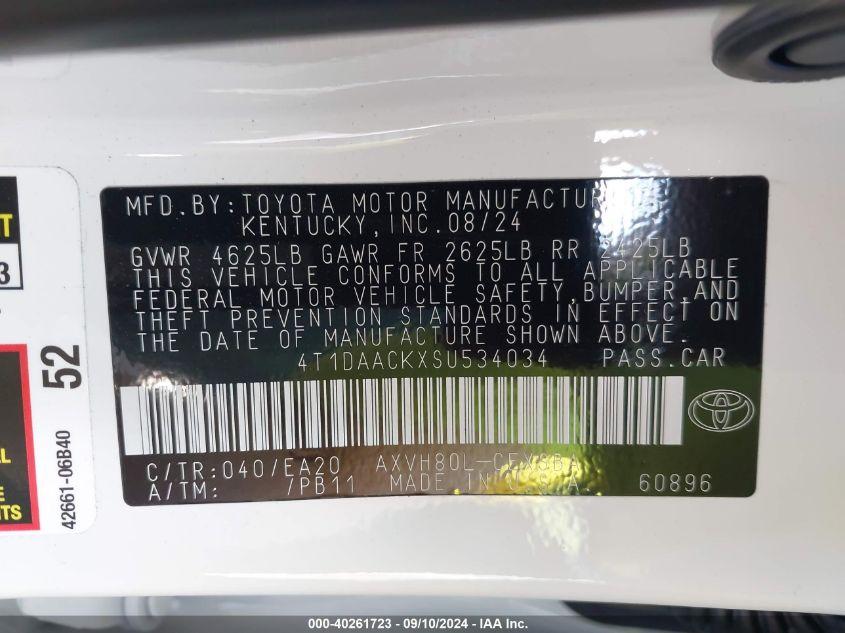 MFD.BY:TOYOTA MOTOR MANUFACTURING
KENTUCKY,INC.08/24
GVWR 4625LB GAWR FR 2625LB RR 2425LB
THIS VEHICLE CONFORMS TO ALL APPLICABLE
FEDERAL MOTOR VEHICLE SAFETY,BUMPER,AND
THEFT PREVENTION STANDARDS IN EFFECT ON
THE DATE OF MANUFACTURE SHOWN ABOVE.
4T1DAACKXSU534034 PASS.CAR
C/TR:040/EA20 AXVH80L-CEXGBA
A/TM: /PB11 MADE IN U.S.A. 60896
52
42661-06B40
000-40261723 - 09/10/2024 - IAA Inc.